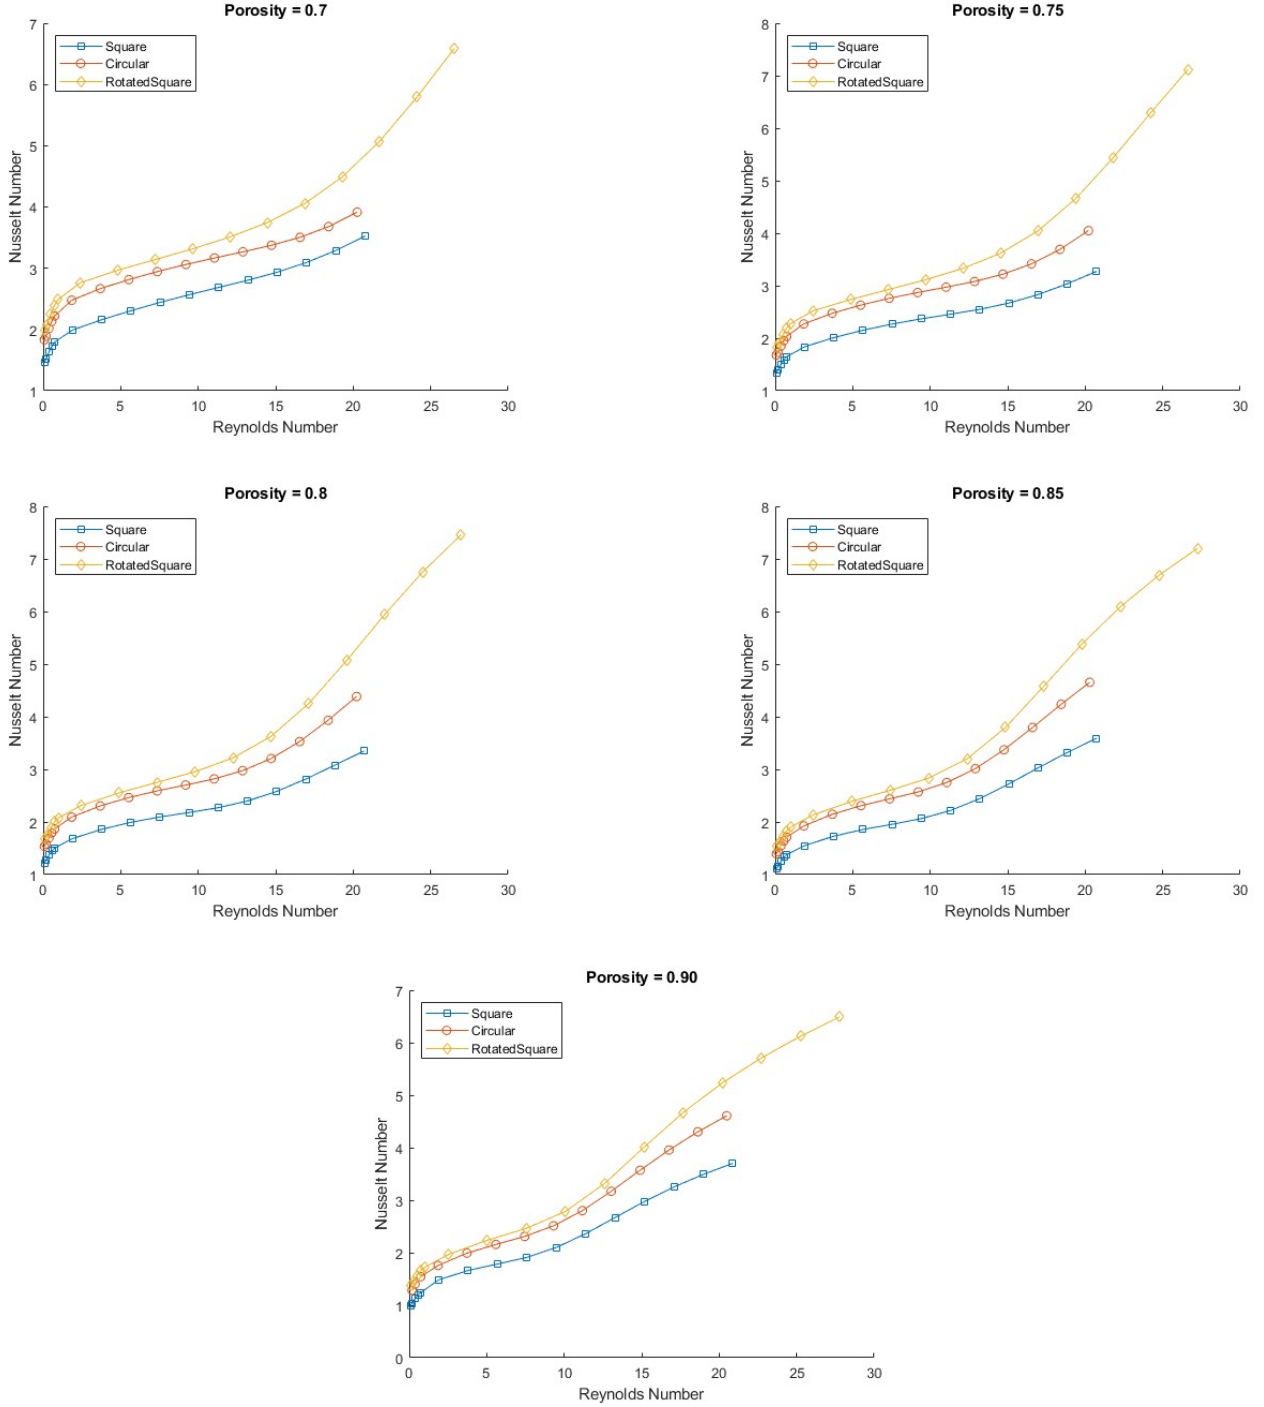 Porosity = 0.7
7
6
5
4
3
2
1
Nusselt Number
Square
Circular
RotatedSquare
0 5 10 15 20 25 30
Reynolds Number
Porosity = 0.75
8
7
6
5
4
3
2
1
Nusselt Number
Square
Circular
RotatedSquare
0 5 10 15 20 25 30
Reynolds Number
Porosity = 0.8
8
7
6
5
4
3
2
1
Nusselt Number
Square
Circular
RotatedSquare
0 5 10 15 20 25 30
Reynolds Number
Porosity = 0.85
8
7
6
5
4
3
2
1
Nusselt Number
Square
Circular
RotatedSquare
0 5 10 15 20 25 30
Reynolds Number
Porosity = 0.90
7
6
5
4
3
2
1
0
Nusselt Number
Square
Circular
RotatedSquare
0 5 10 15 20 25 30
Reynolds Number